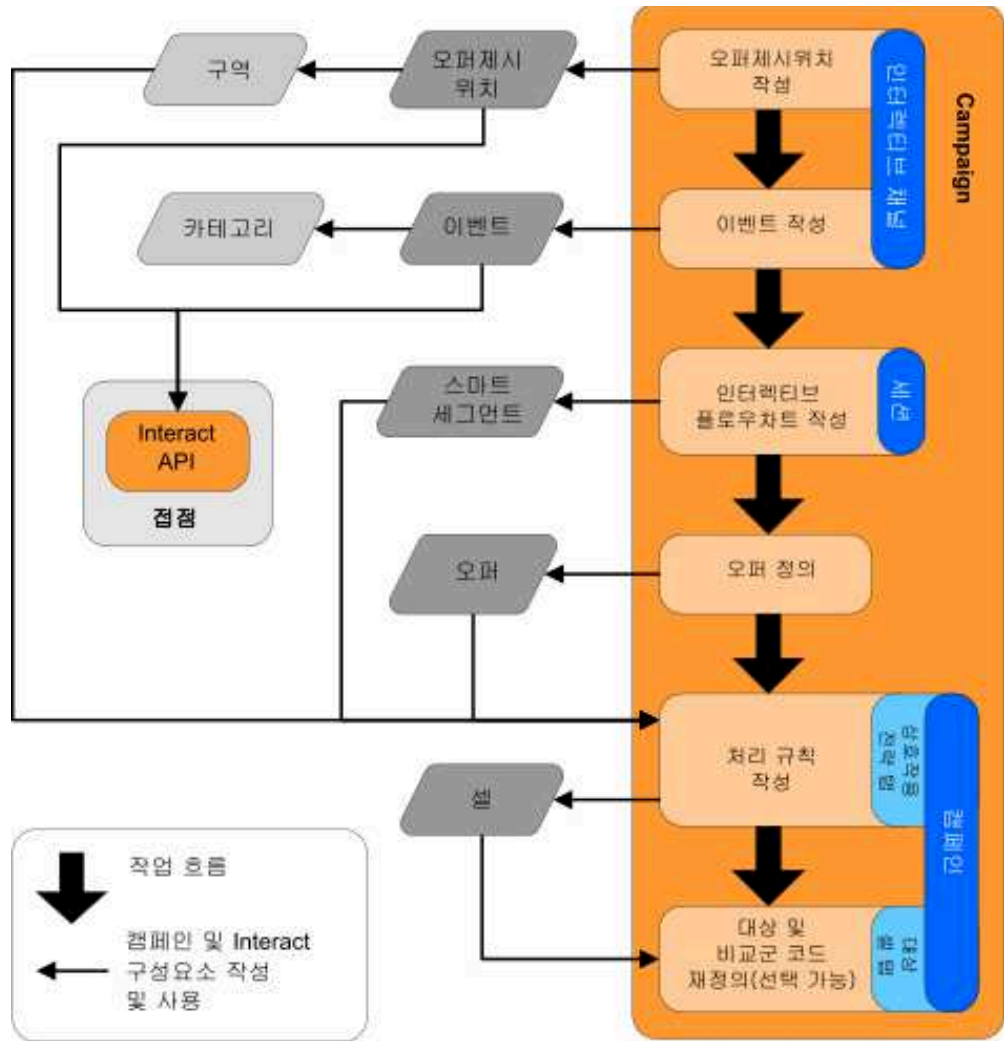 구역
오퍼제시
위치
오퍼제시위치
작성
인터랙티브 채널
Campaign
카테고리
이벤트
이벤트 작성
스마트
세그먼트
인터랙티브
플로우차트 작성
세션
Interact
API
접점
오퍼
오퍼 정의
처리 규칙
작성
상호작용
전략 탭
캠페인
셀
작업 흐름
캠페인 및 Interact
구성요소 작성
및 사용
대상 및
비교군 코드
재정의(선택 가능)
대상
셀 탭